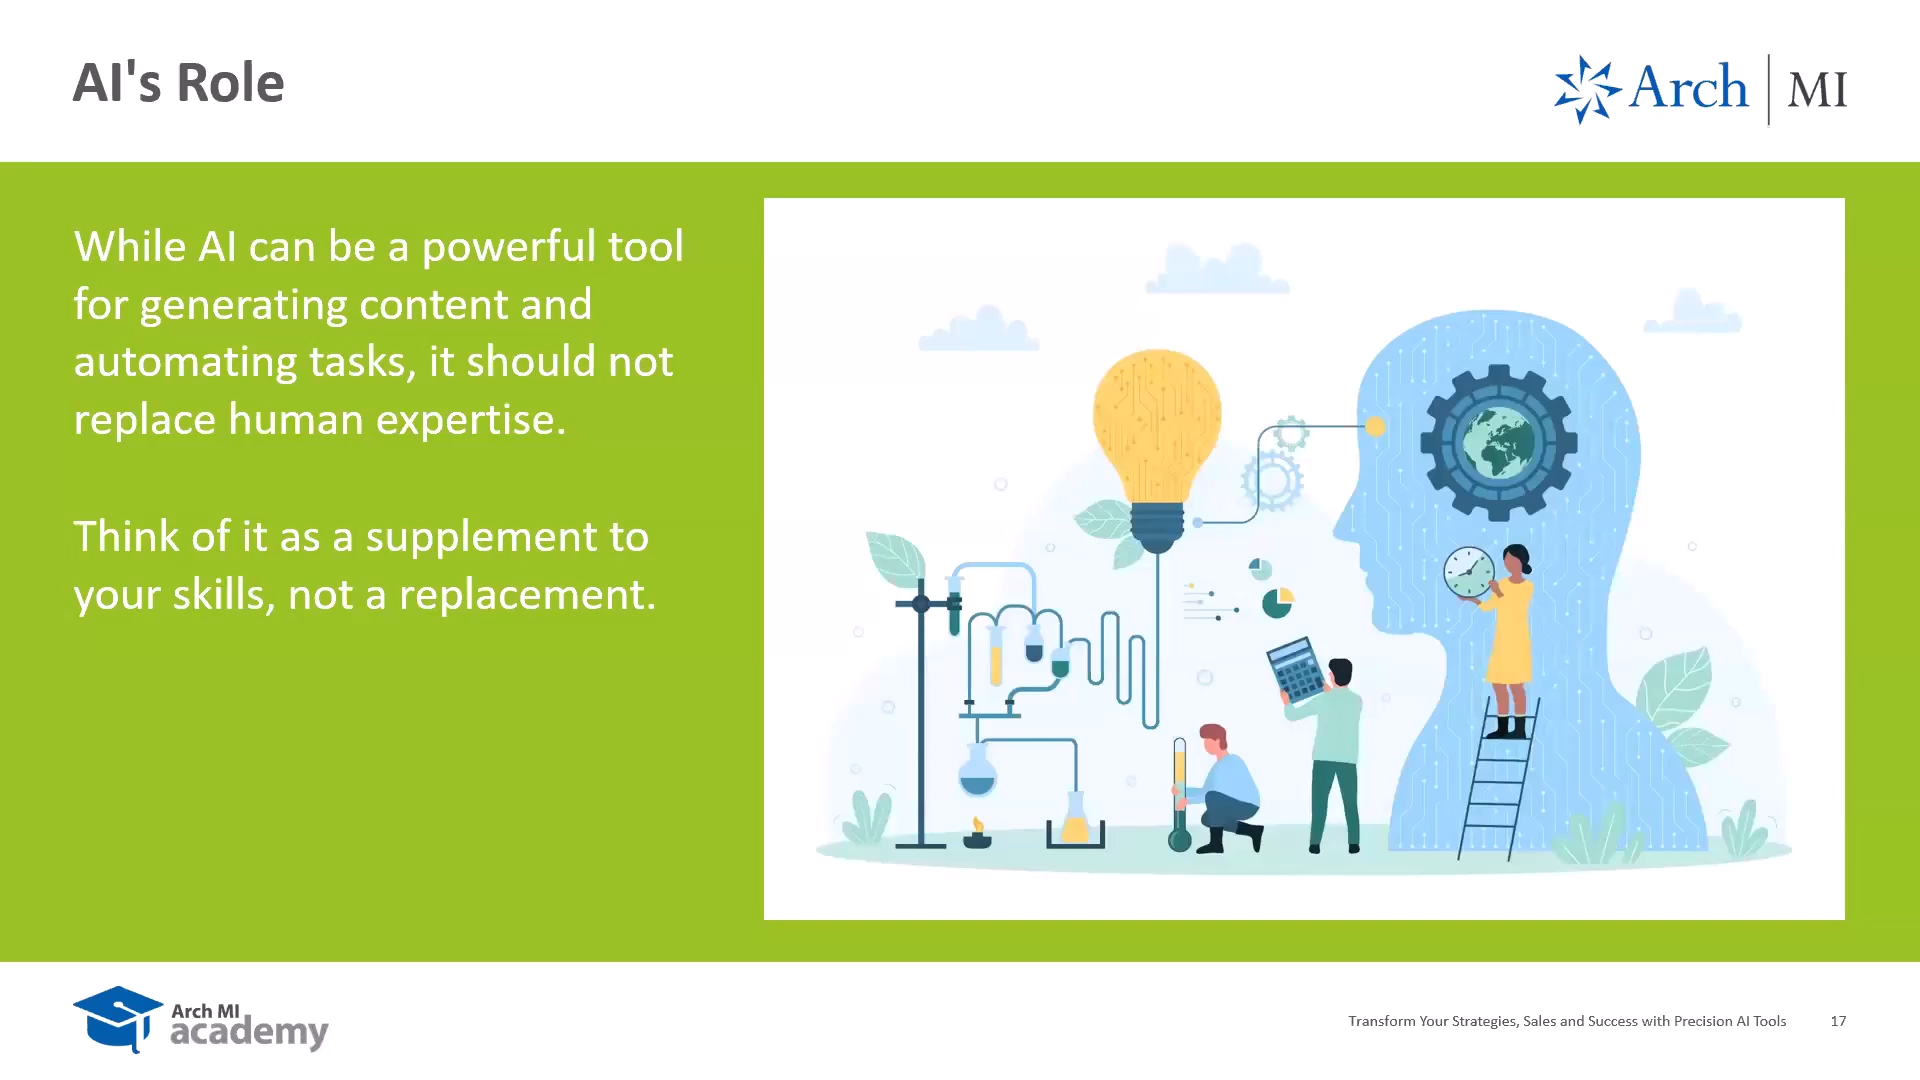 AI's Role
Arch | MI
While AI can be a powerful tool
for generating content and
automating tasks, it should not
replace human expertise.
Think of it as a supplement to
your skills, not a replacement.
Arch MI
academy
Transform Your Strategies, Sales and Success with Precision AI Tools
17